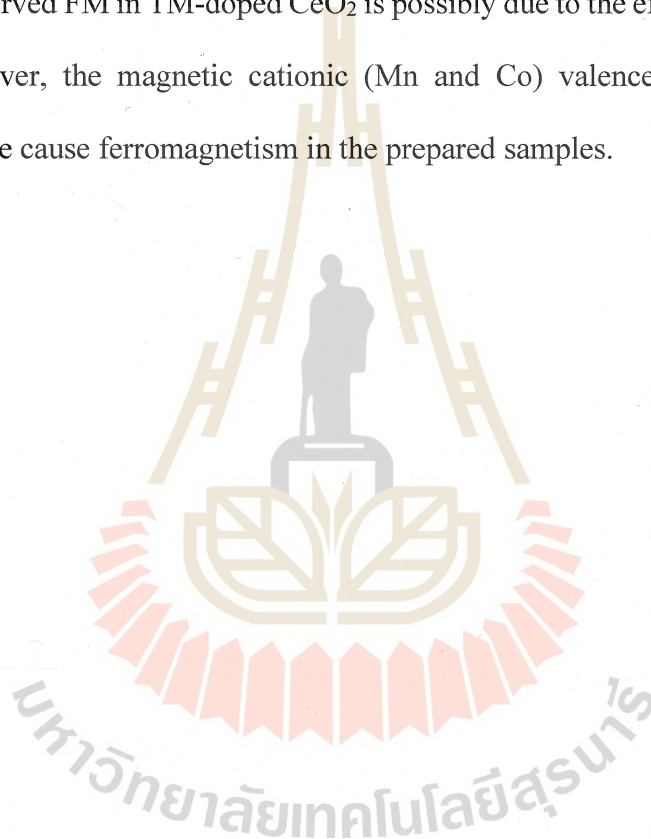 rved FM in TM-doped CeO₂ is possibly due to the ef
ver, the magnetic cationic (Mn and Co) valence
e cause ferromagnetism in the prepared samples.
มหาวิทยาลัยเทคโนโลยีสุรนารี